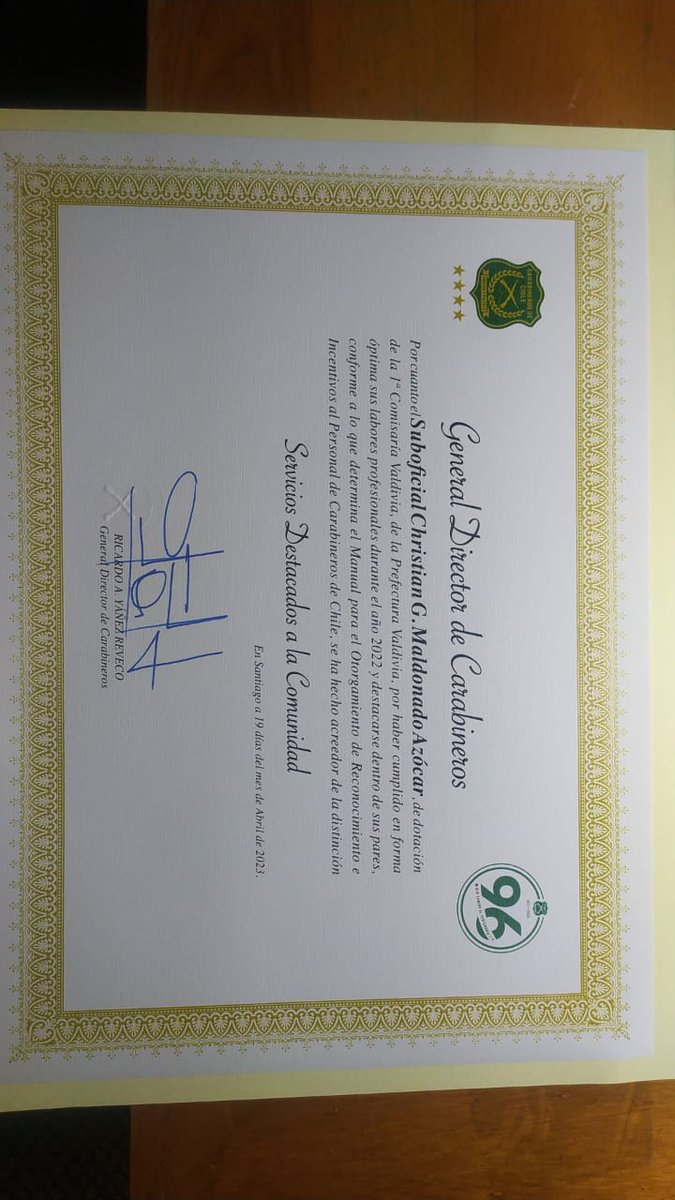 CARABINEROS DE CHILE
96
General Director de Carabineros
Por cuanto el Suboficial Christian G. Maldonado Azócar, de dotación
de la 1ª Comisaría Valdivia, de la Prefectura Valdivia, por haber cumplido en forma
óptima sus labores profesionales durante el año 2022 y destacarse dentro de sus pares,
conforme a lo que determina el Manual para el Otorgamiento de Reconocimiento e
Incentivos al Personal de Carabineros de Chile, se ha hecho acreedor de la distinción
Servicios Destacados a la Comunidad
En Santiago a 19 días del mes de Abril de 2023.
RICARDO A. YÁÑEZ REVECO
General Director de Carabineros